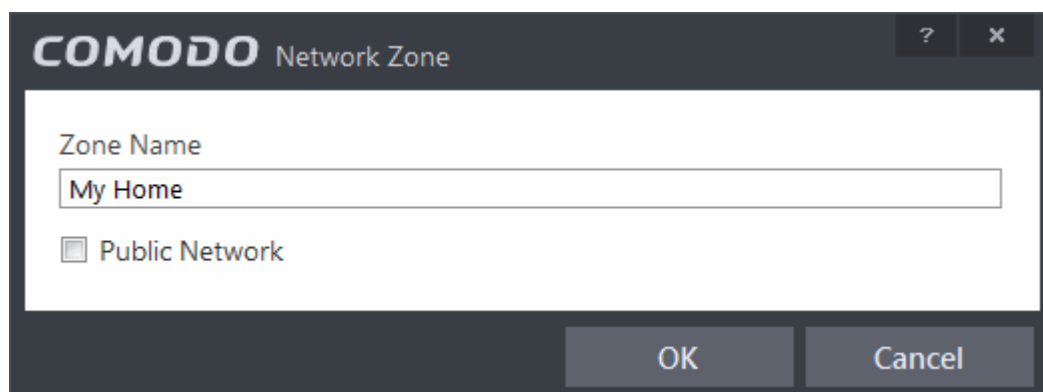 COMODO Network Zone
? ×
Zone Name
My Home
Public Network
OK Cancel